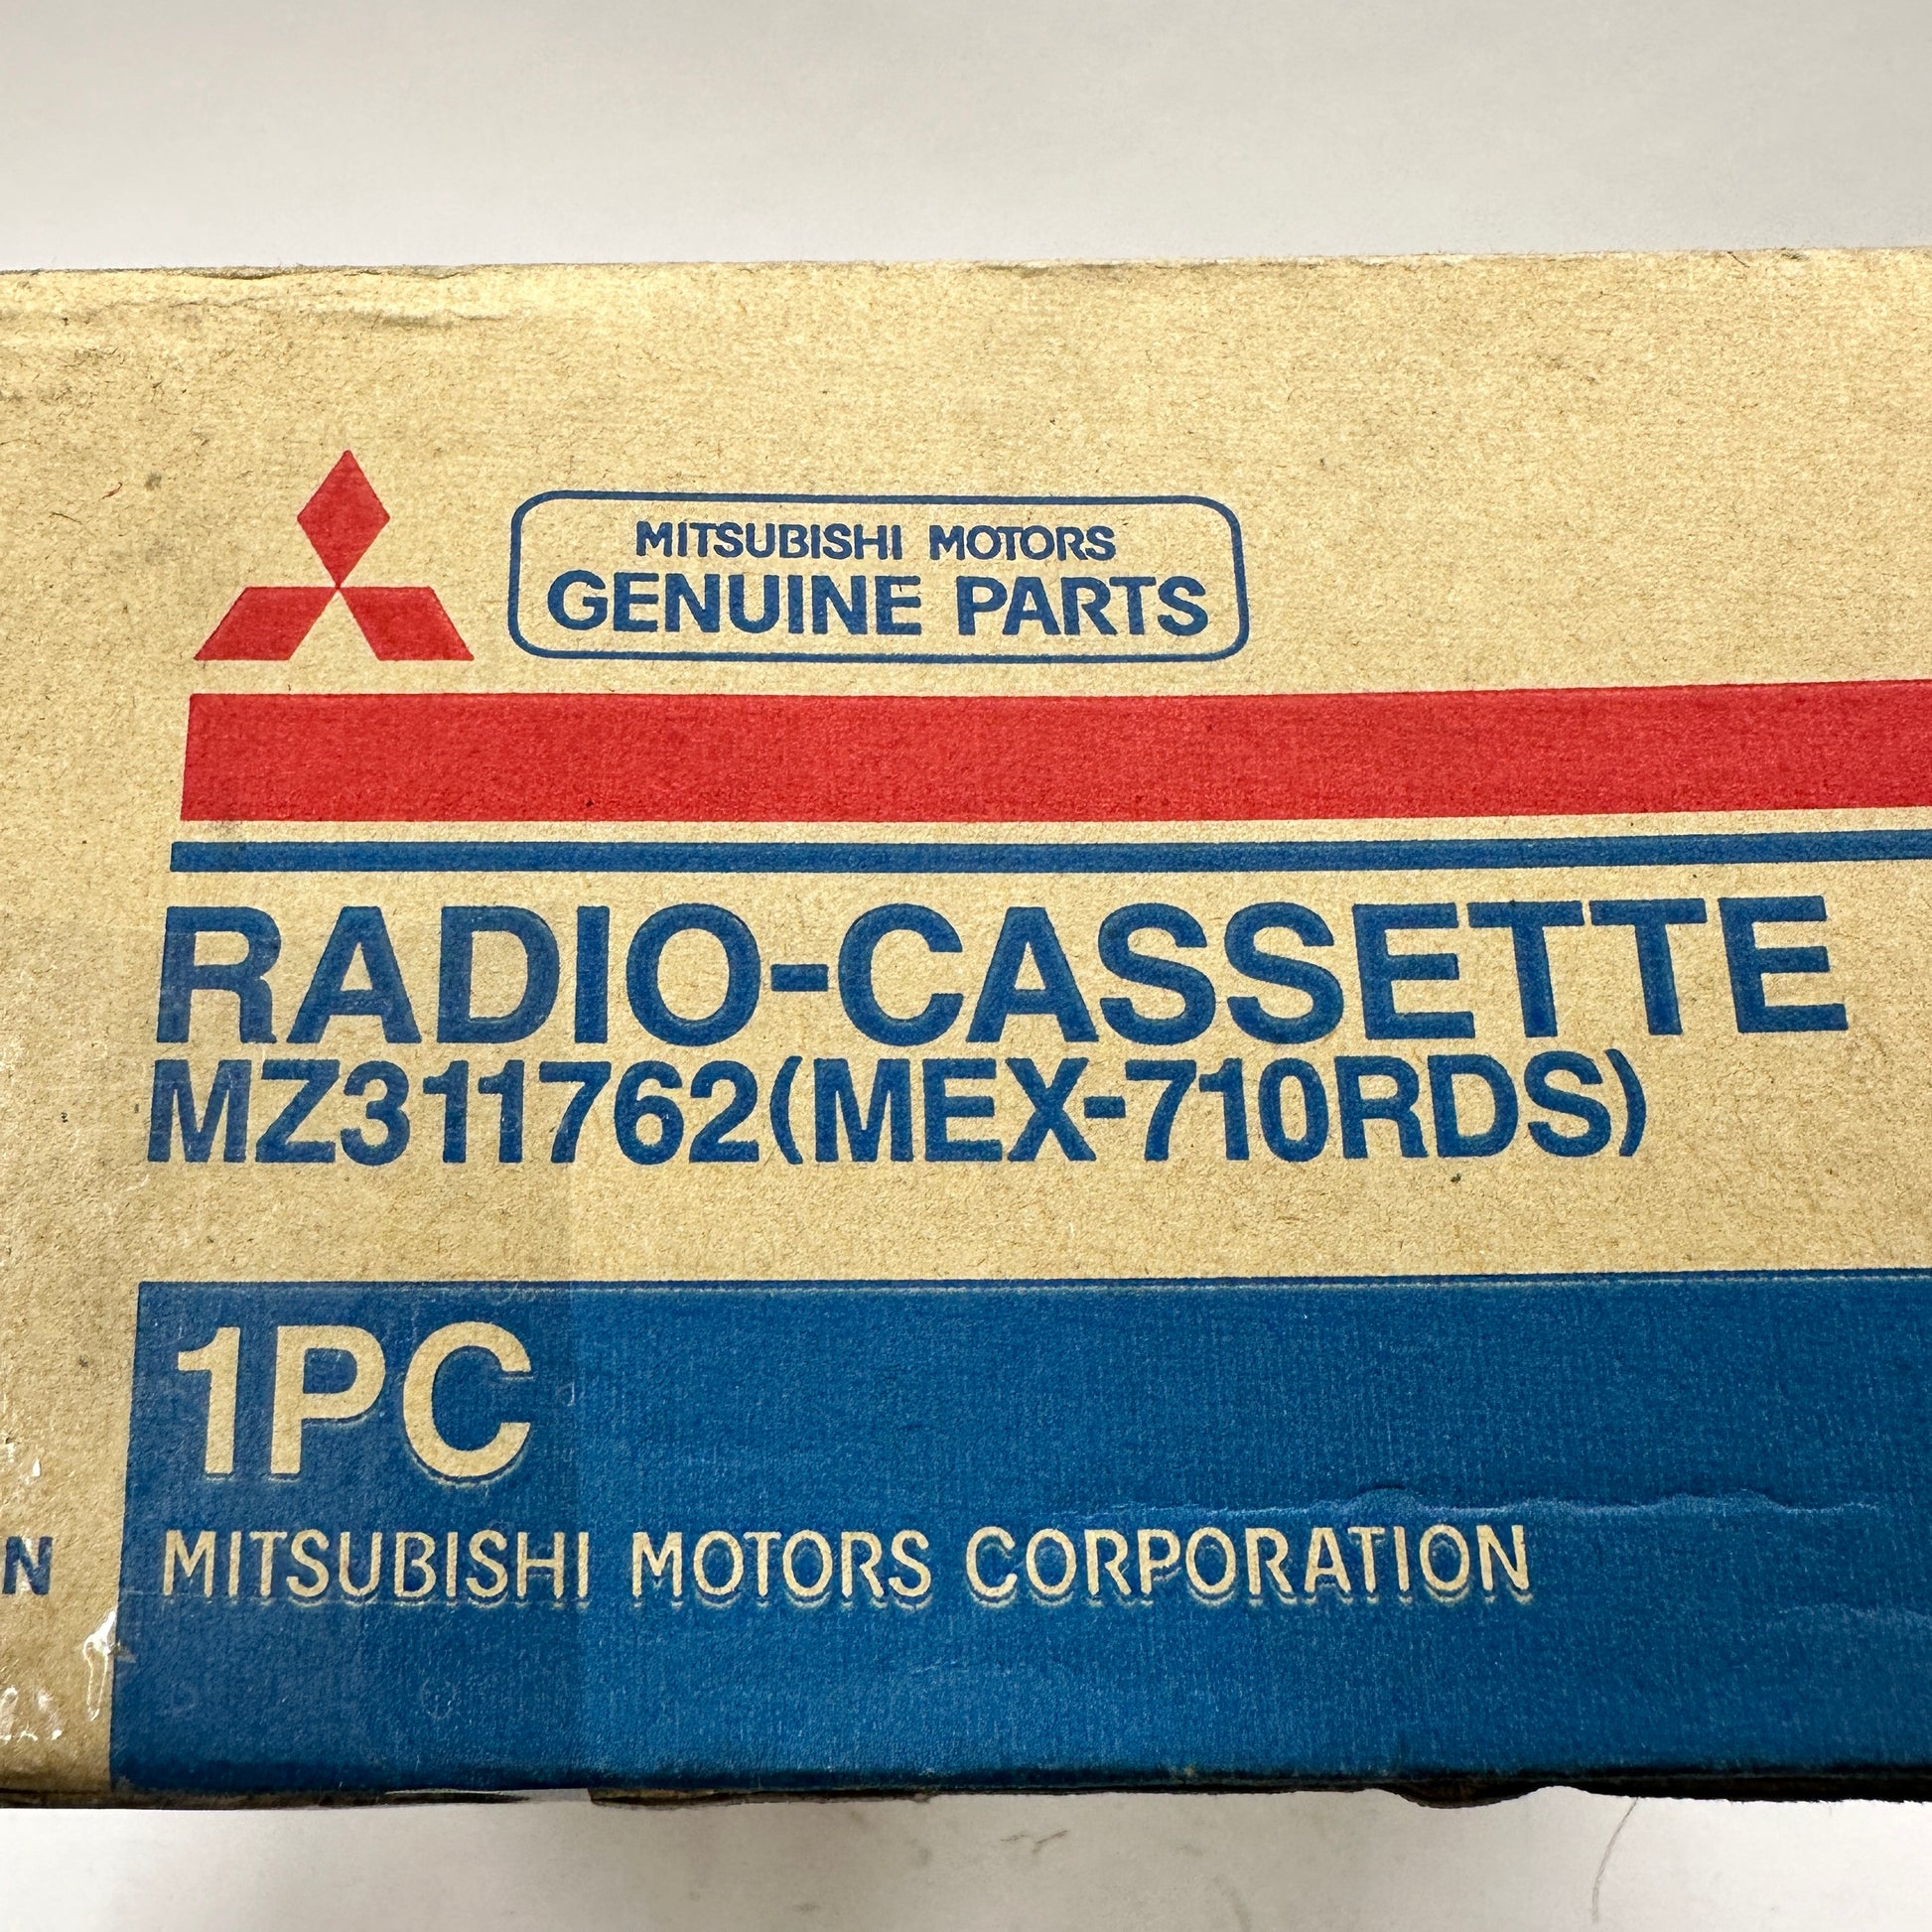 MITSUBISHI MOTORS
GENUINE PARTS
RADIO-CASSETTE
MZ311762(MEX-710RDS)
1PC
MITSUBISHI MOTORS CORPORATION
N